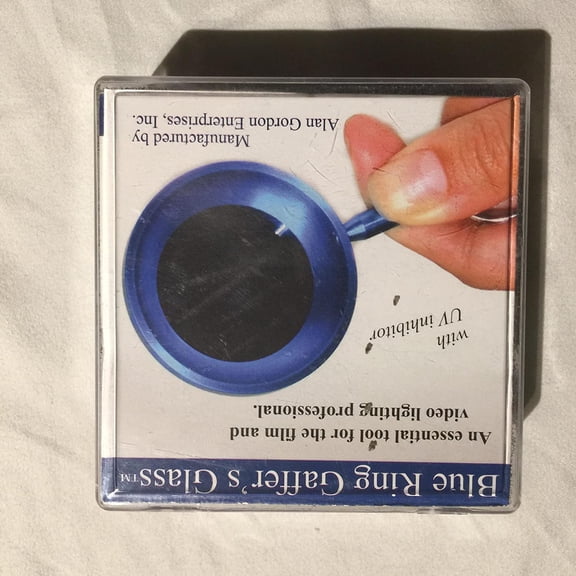 Blue Ring Gaffer's Glass™
An essential tool for the film and
video lighting professional.
with
UV inhibitor
Manufactured by
Alan Gordon Enterprises, Inc.